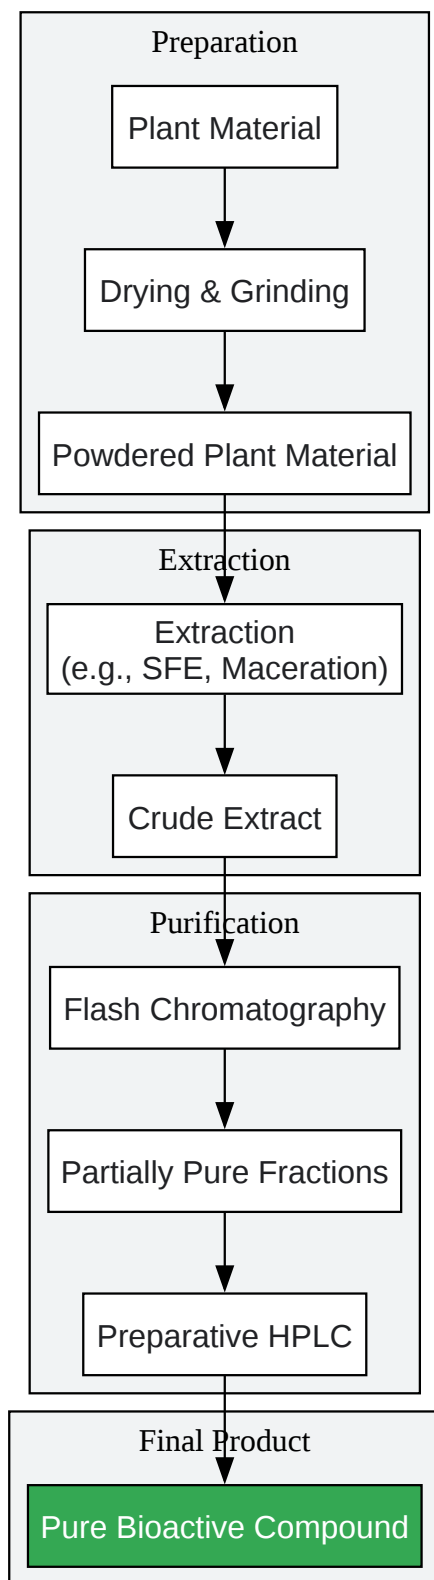 Preparation
Plant Material
Drying & Grinding
Powdered Plant Material
Extraction
Extraction
(e.g., SFE, Maceration)
Crude Extract
Purification
Flash Chromatography
Partially Pure Fractions
Preparative HPLC
Final Product
Pure Bioactive Compound